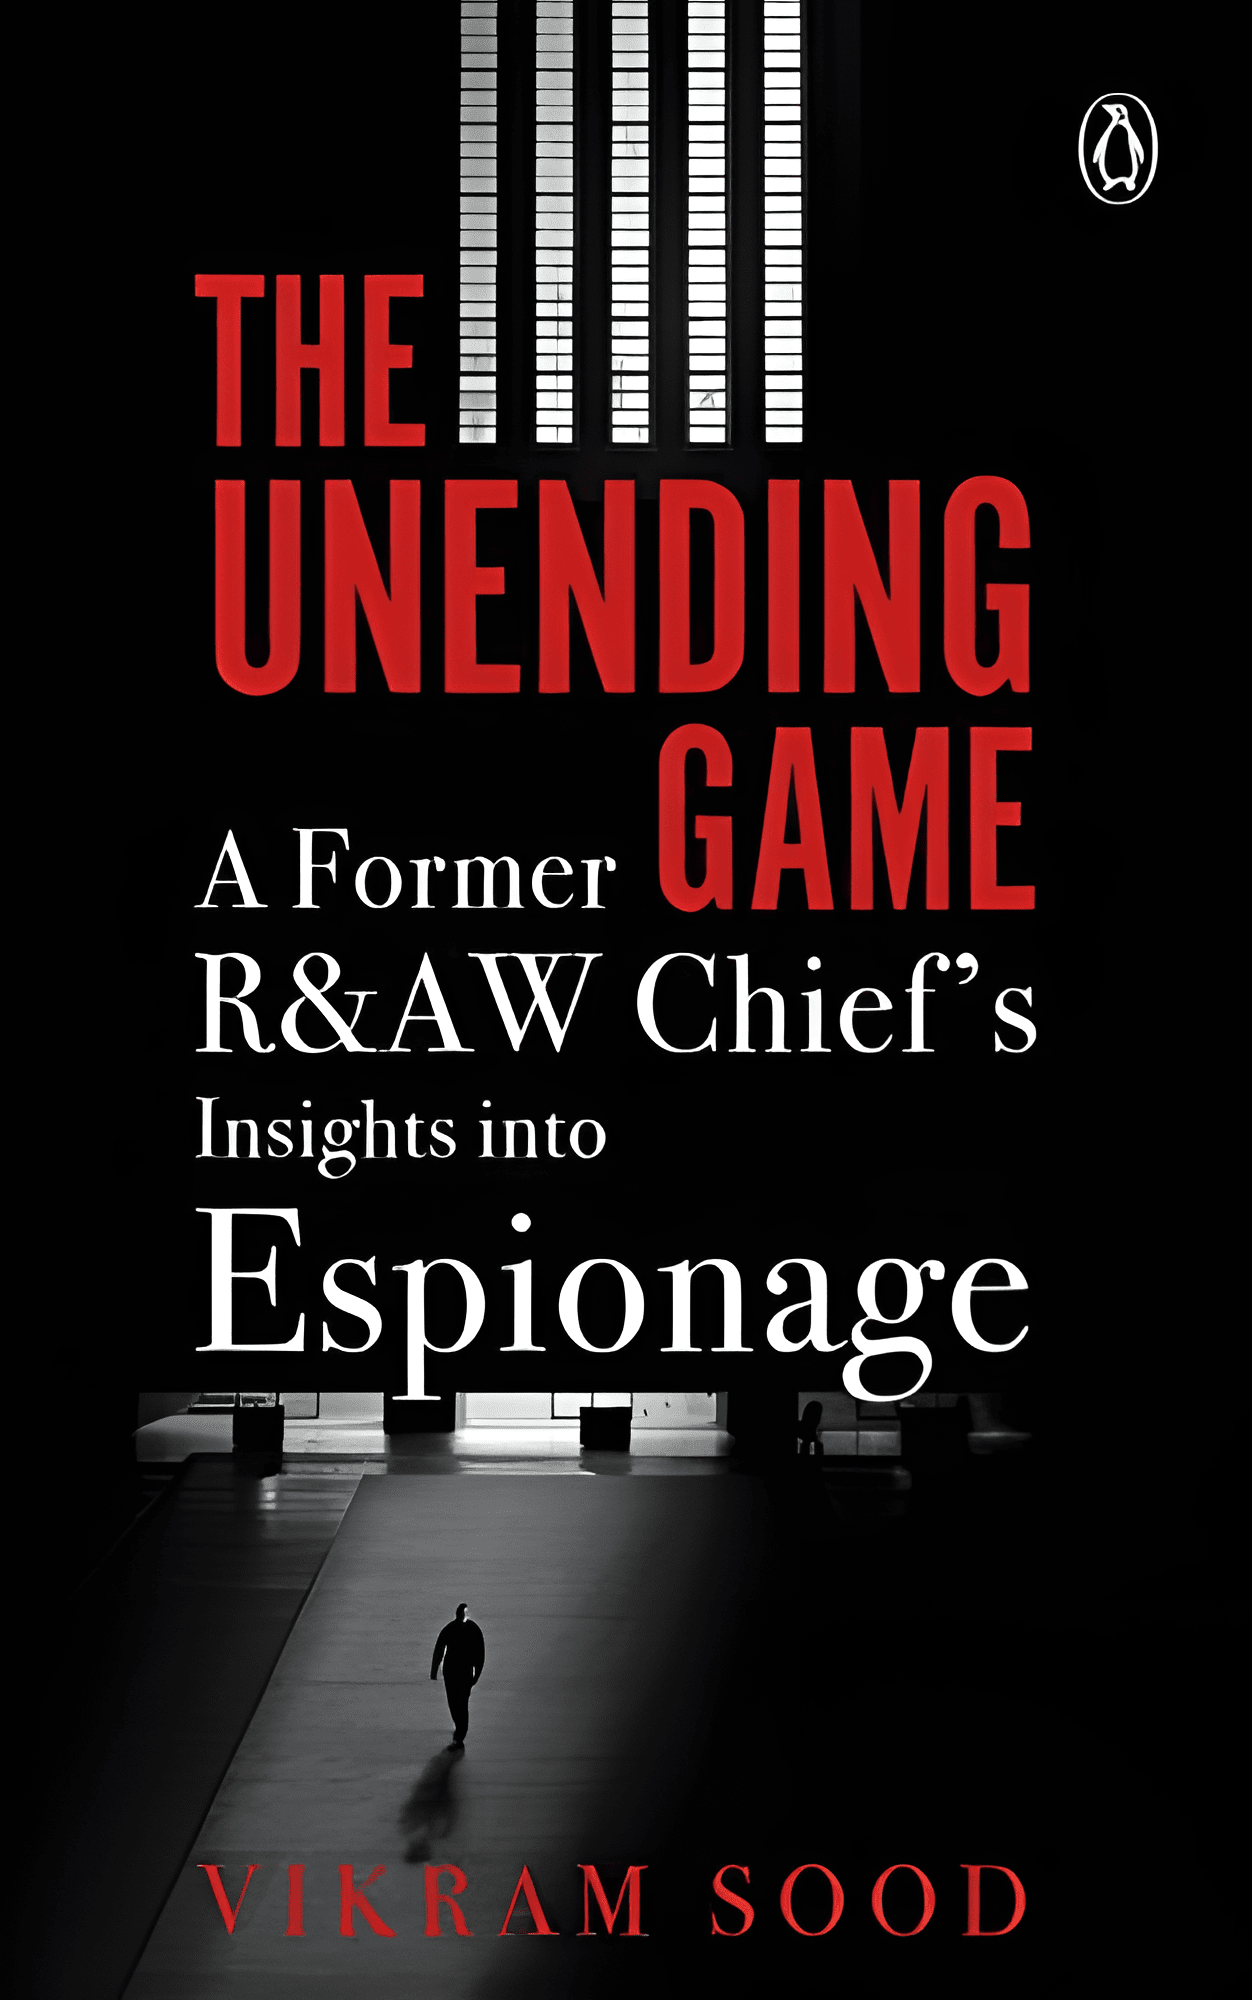 THE
UNENDING
GAME
A Former
R&AW Chief's
Insights into
Espionage
VIKRAM SOOD